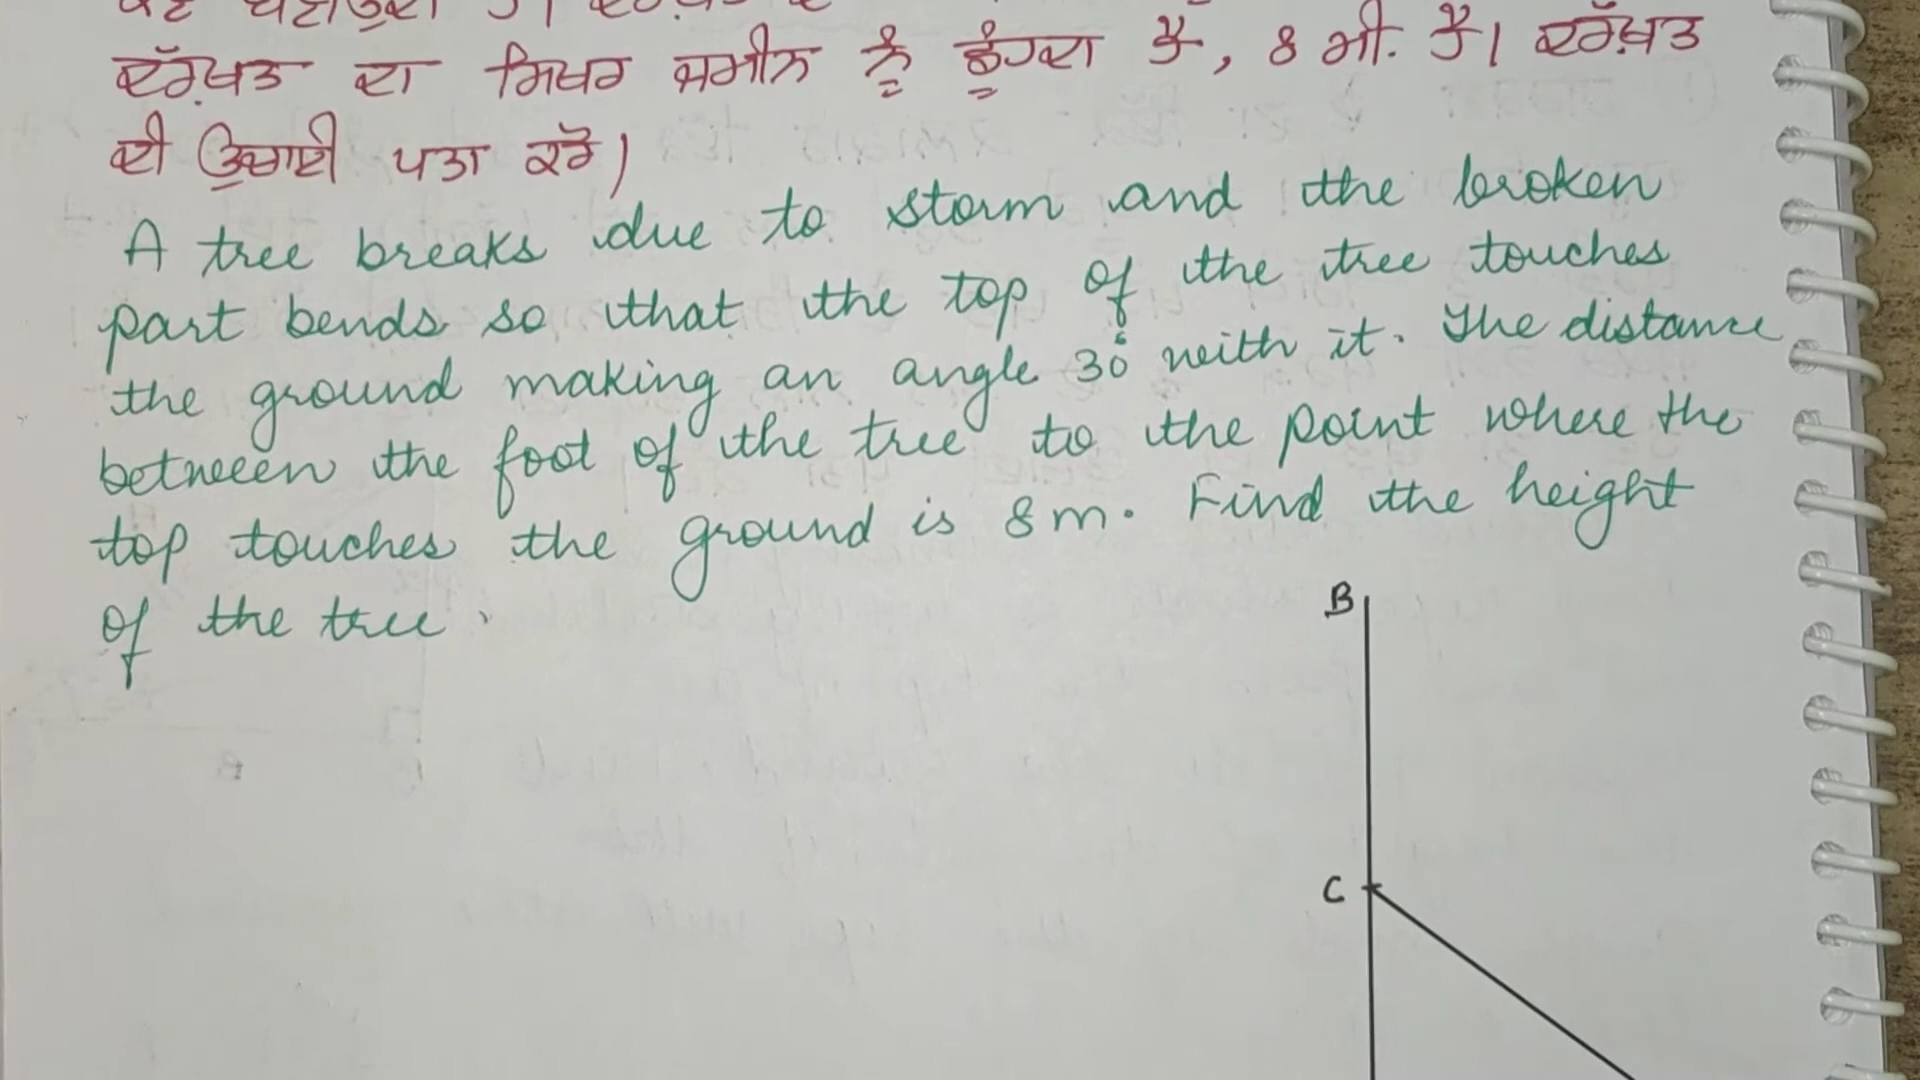 ਦਰੱਖ਼ਤ ਦਾ ਸਿਖਰ ਜਮੀਨ ਨੂੰ ਛੂੰਹਦਾ ਹੈ, 8 ਮੀ. ਹੈ। ਦਰੱਖ਼ਤ
ਦੀ ਉਚਾਈ ਪਤਾ ਕਰੋ।
A tree breaks due to storm and the broken
part bends so that the top of the tree touches
the ground making an angle 30° with it. The distance
between the foot of the tree to the point where the
top touches the ground is 8m. Find the height
of the tree.
B
C